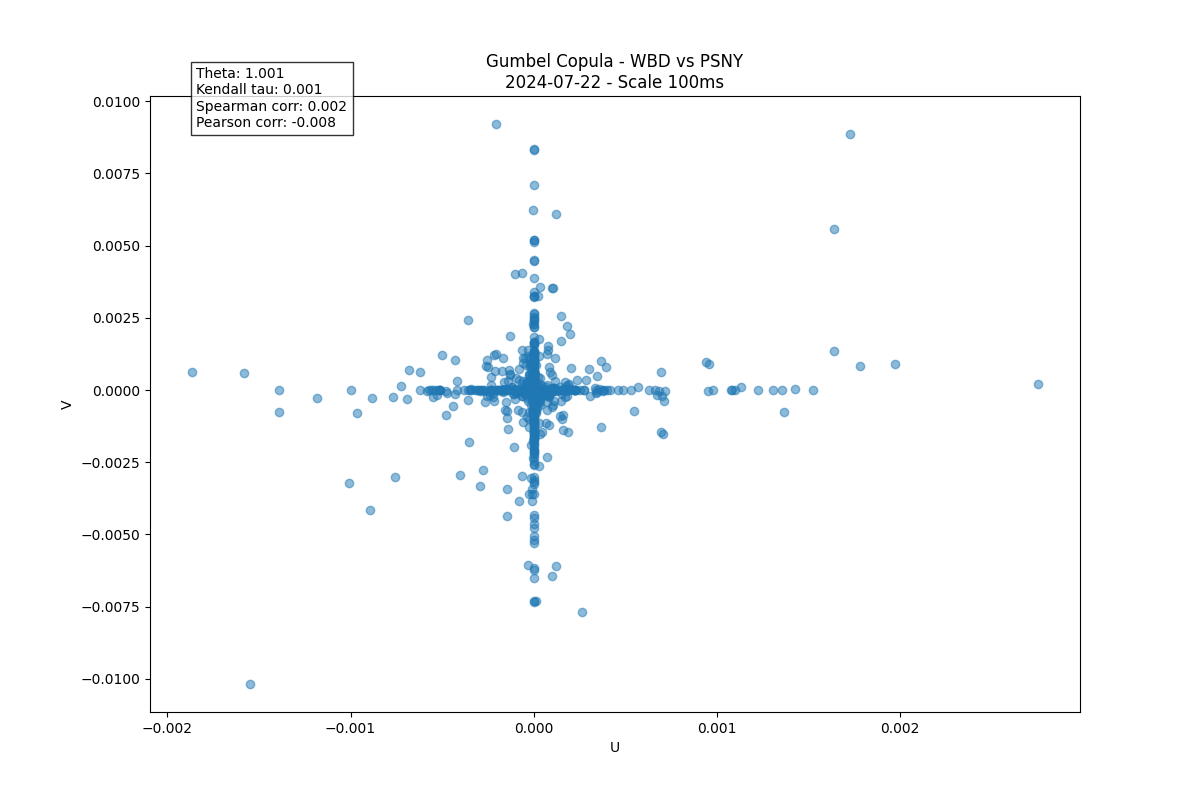 Gumbel Copula - WBD vs PSNY
2024-07-22 - Scale 100ms
Theta: 1.001
Kendall tau: 0.001
Spearman corr: 0.002
Pearson corr: -0.008
0.0100
0.0075
0.0050
0.0025
0.0000
−0.0025
−0.0050
−0.0075
−0.0100
V
−0.002
−0.001
0.000
0.001
0.002
U